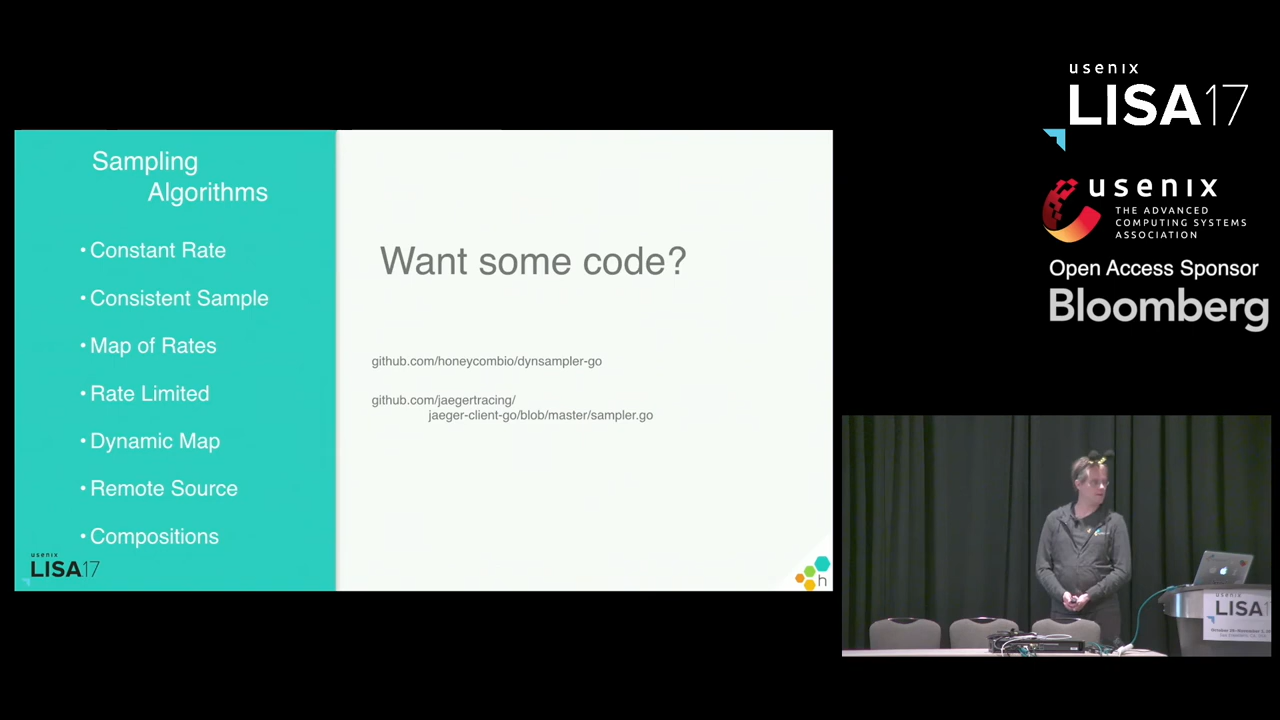 Sampling
Algorithms
• Constant Rate
• Consistent Sample
• Map of Rates
• Rate Limited
• Dynamic Map
• Remote Source
• Compositions
usenix
LISA17
Want some code?
github.com/honeycombio/dynsampler-go
github.com/jaegertracing/
jaeger-client-go/blob/master/sampler.go
h
usenix
LISA17
usenix
THE ADVANCED
COMPUTING SYSTEMS
ASSOCIATION
Open Access Sponsor
Bloomberg
usenix
LISA17